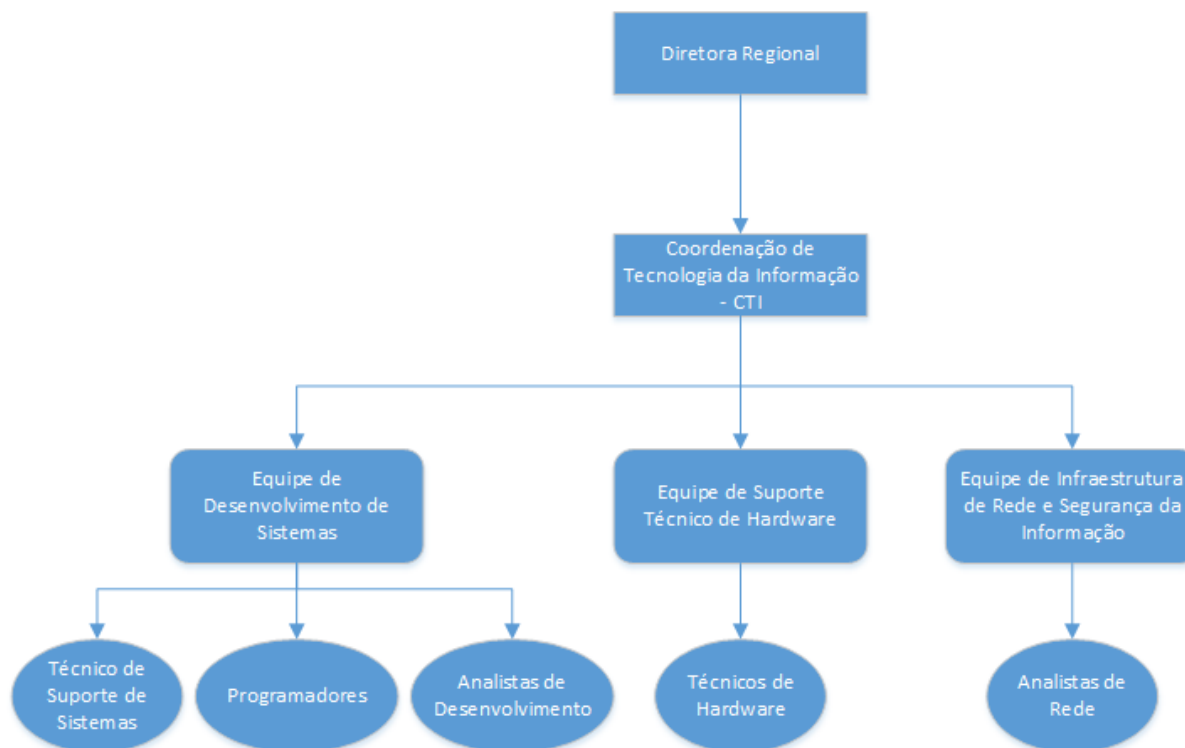 Diretora Regional
Coordenação de
Tecnologia da Informação
- CTI
Equipe de
Desenvolvimento de
Sistemas
Equipe de Suporte
Técnico de Hardware
Equipe de Infraestrutura
de Rede e Segurança da
Informação
Técnico de
Suporte de
Sistemas
Programadores
Analistas de
Desenvolvimento
Técnicos de
Hardware
Analistas de
Rede